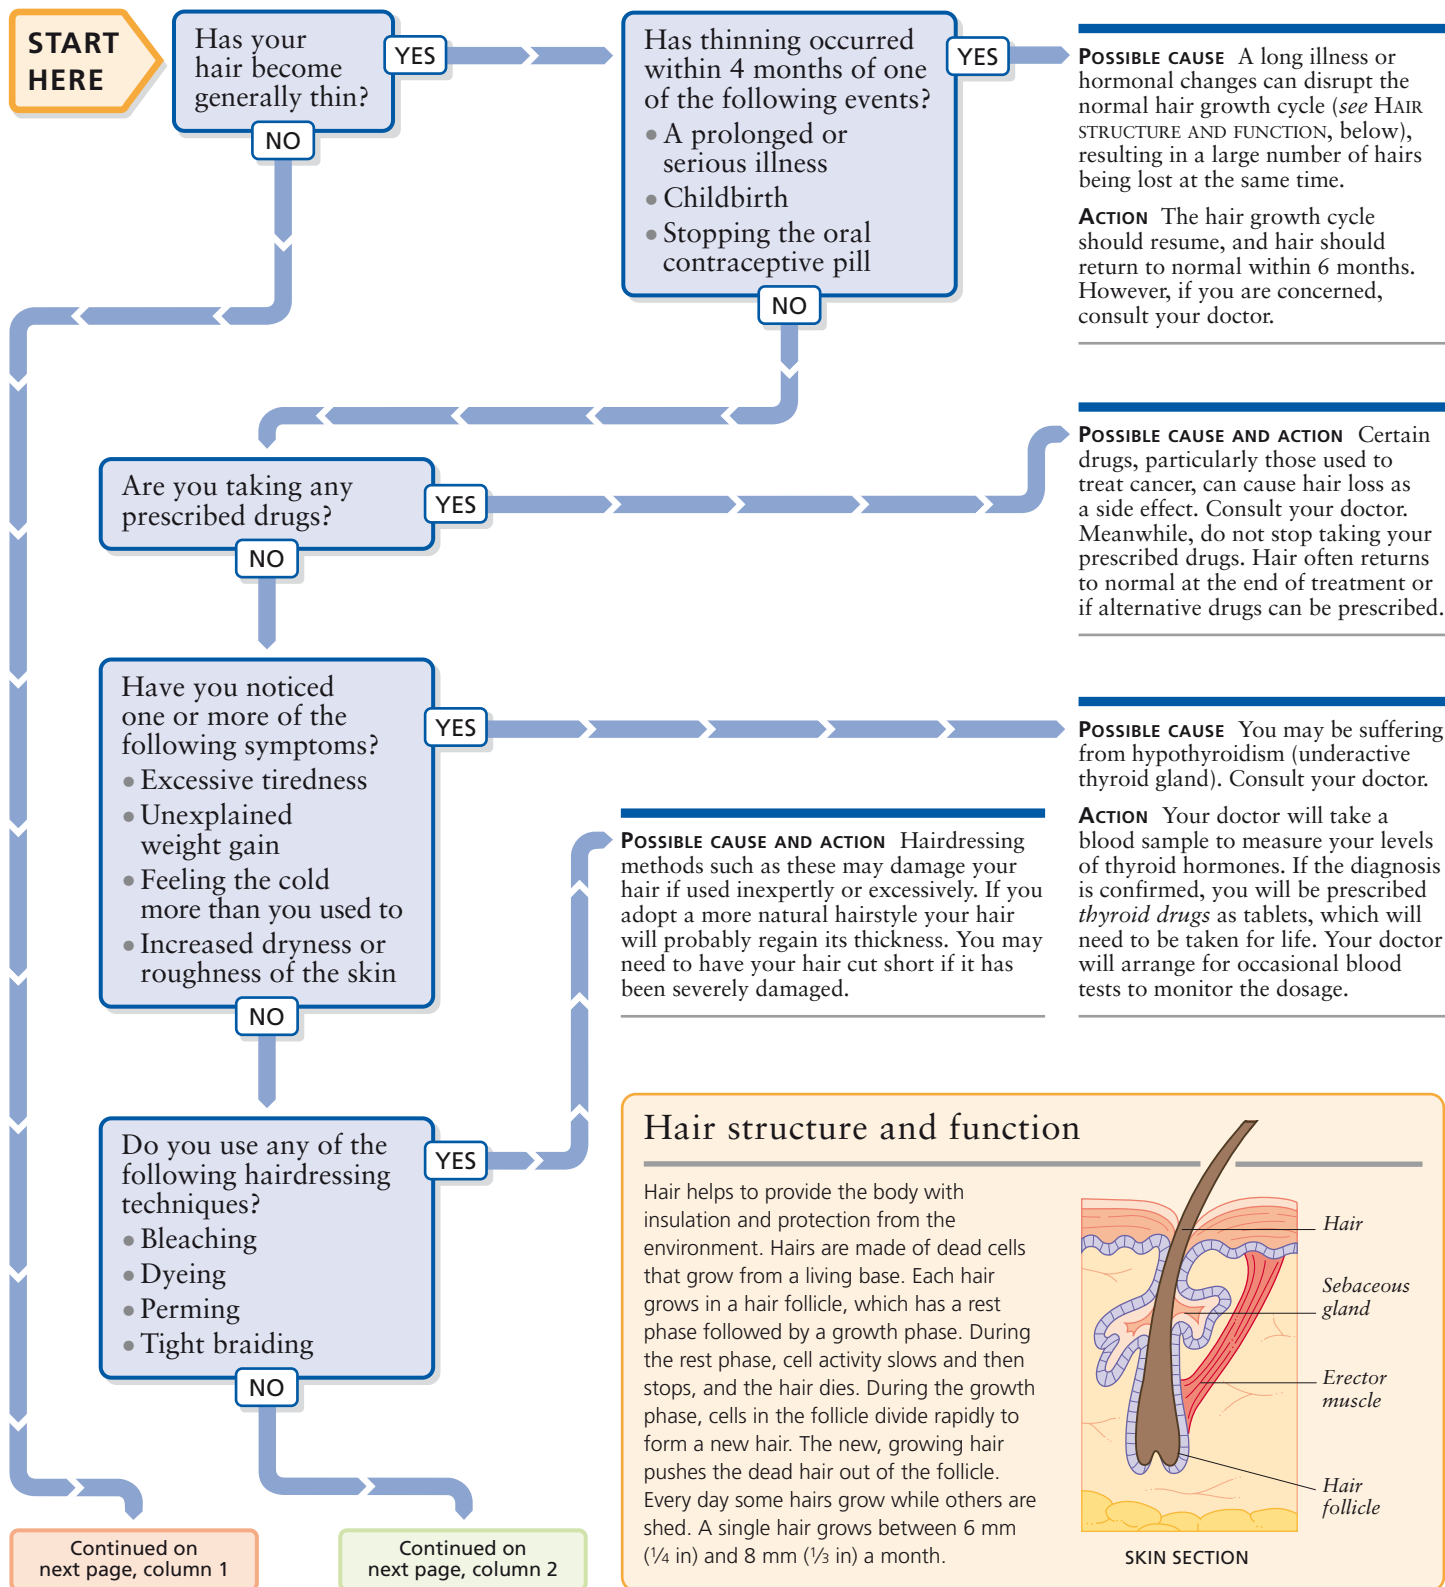 START
HERE
Has your
hair become
generally thin?
YES
NO
Has thinning occurred
within 4 months of one
of the following events?
• A prolonged or
serious illness
• Childbirth
• Stopping the oral
contraceptive pill
YES
NO
POSSIBLE CAUSE A long illness or
hormonal changes can disrupt the
normal hair growth cycle (see HAIR
STRUCTURE AND FUNCTION, below),
resulting in a large number of hairs
being lost at the same time.
ACTION The hair growth cycle
should resume, and hair should
return to normal within 6 months.
However, if you are concerned,
consult your doctor.
Are you taking any
prescribed drugs?
YES
NO
POSSIBLE CAUSE AND ACTION Certain
drugs, particularly those used to
treat cancer, can cause hair loss as
a side effect. Consult your doctor.
Meanwhile, do not stop taking your
prescribed drugs. Hair often returns
to normal at the end of treatment or
if alternative drugs can be prescribed.
Have you noticed
one or more of the
following symptoms?
• Excessive tiredness
• Unexplained
weight gain
• Feeling the cold
more than you used to
• Increased dryness or
roughness of the skin
YES
NO
POSSIBLE CAUSE You may be suffering
from hypothyroidism (underactive
thyroid gland). Consult your doctor.
ACTION Your doctor will take a
blood sample to measure your levels
of thyroid hormones. If the diagnosis
is confirmed, you will be prescribed
thyroid drugs as tablets, which will
need to be taken for life. Your doctor
will arrange for occasional blood
tests to monitor the dosage.
POSSIBLE CAUSE AND ACTION Hairdressing
methods such as these may damage your
hair if used inexpertly or excessively. If you
adopt a more natural hairstyle your hair
will probably regain its thickness. You may
need to have your hair cut short if it has
been severely damaged.
Do you use any of the
following hairdressing
techniques?
• Bleaching
• Dyeing
• Perming
• Tight braiding
YES
NO
Continued on
next page, column 1
Continued on
next page, column 2
Hair structure and function
Hair helps to provide the body with
insulation and protection from the
environment. Hairs are made of dead cells
that grow from a living base. Each hair
grows in a hair follicle, which has a rest
phase followed by a growth phase. During
the rest phase, cell activity slows and then
stops, and the hair dies. During the growth
phase, cells in the follicle divide rapidly to
form a new hair. The new, growing hair
pushes the dead hair out of the follicle.
Every day some hairs grow while others are
shed. A single hair grows between 6 mm
(¼ in) and 8 mm (⅓ in) a month.
Hair
Sebaceous
gland
Erector
muscle
Hair
follicle
SKIN SECTION